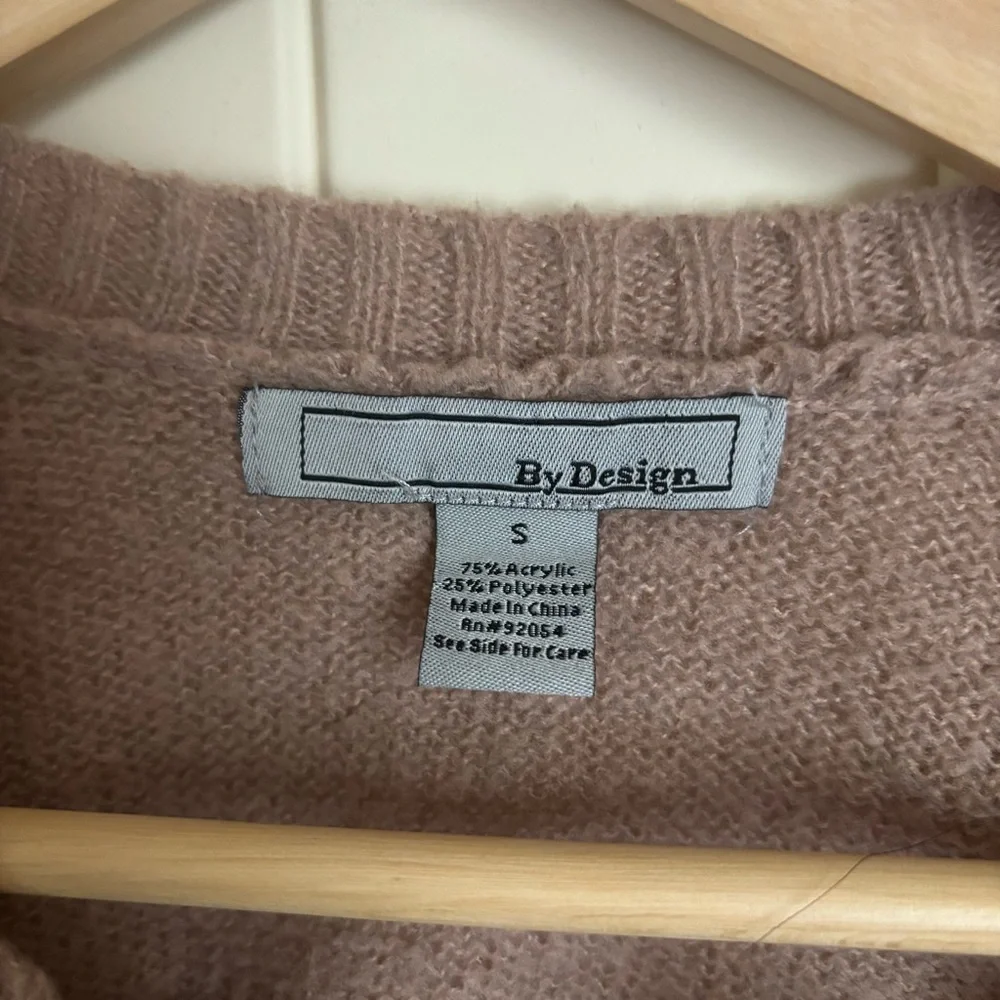 By Design
S
75% Acrylic
25% Polyester
Made In China
Rn#92054
See Side For Care